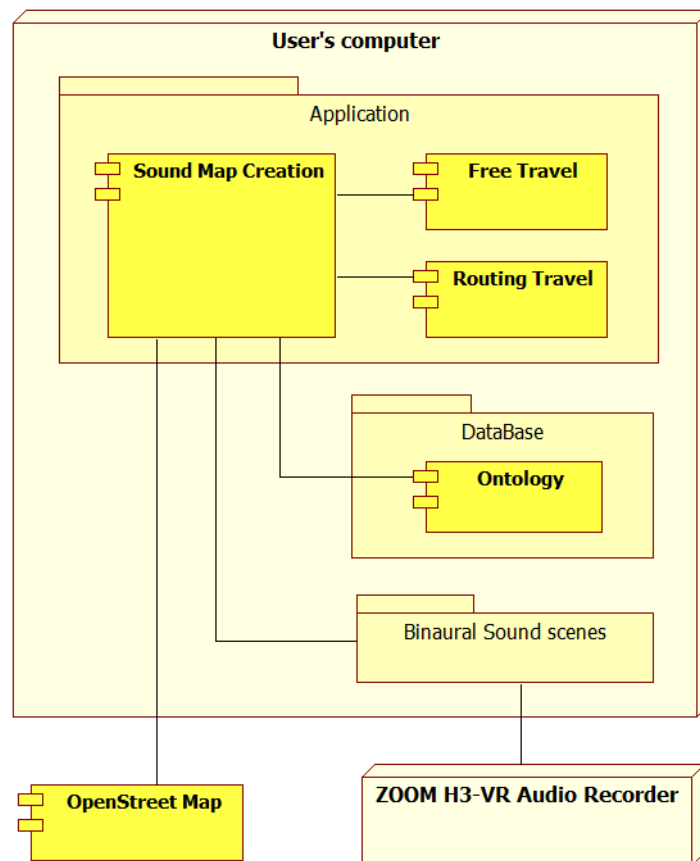 User's computer
Application
Sound Map Creation
Free Travel
Routing Travel
DataBase
Ontology
Binaural Sound scenes
OpenStreet Map
ZOOM H3-VR Audio Recorder